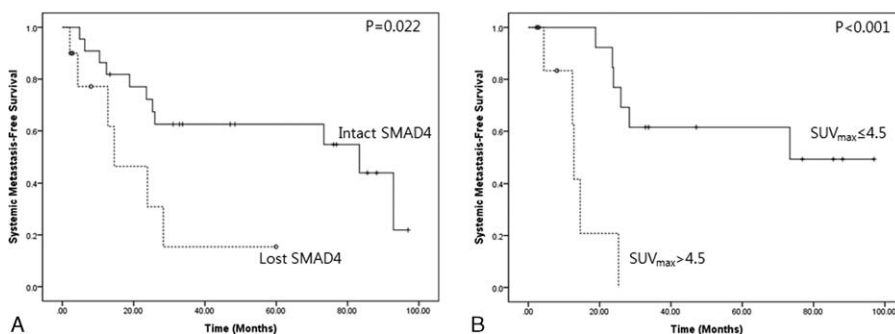 P=0.022
Systemic Metastasis-Free Survival
1.0
0.8
0.6
0.4
0.2
0.0
Intact SMAD4
Lost SMAD4
.00 20.00 40.00 60.00 80.00 100.00
Time (Months)
A
P<0.001
Systemic Metastasis-Free Survival
1.0
0.8
0.6
0.4
0.2
0.0
SUVmax≤4.5
SUVmax>4.5
.00 20.00 40.00 60.00 80.00 100.00
Time (Months)
B